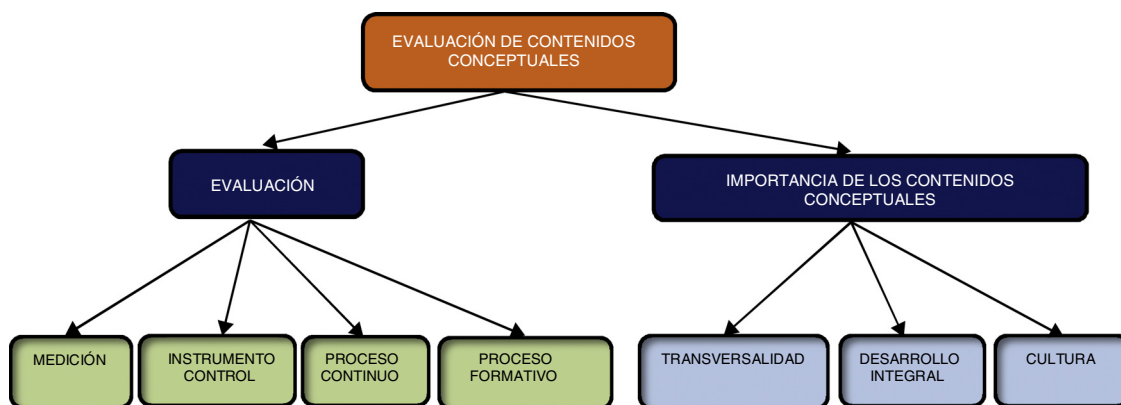 EVALUACIÓN DE CONTENIDOS
CONCEPTUALES
EVALUACIÓN
IMPORTANCIA DE LOS CONTENIDOS
CONCEPTUALES
MEDICIÓN
INSTRUMENTO
CONTROL
PROCESO
CONTINUO
PROCESO
FORMATIVO
TRANSVERSALIDAD
DESARROLLO
INTEGRAL
CULTURA